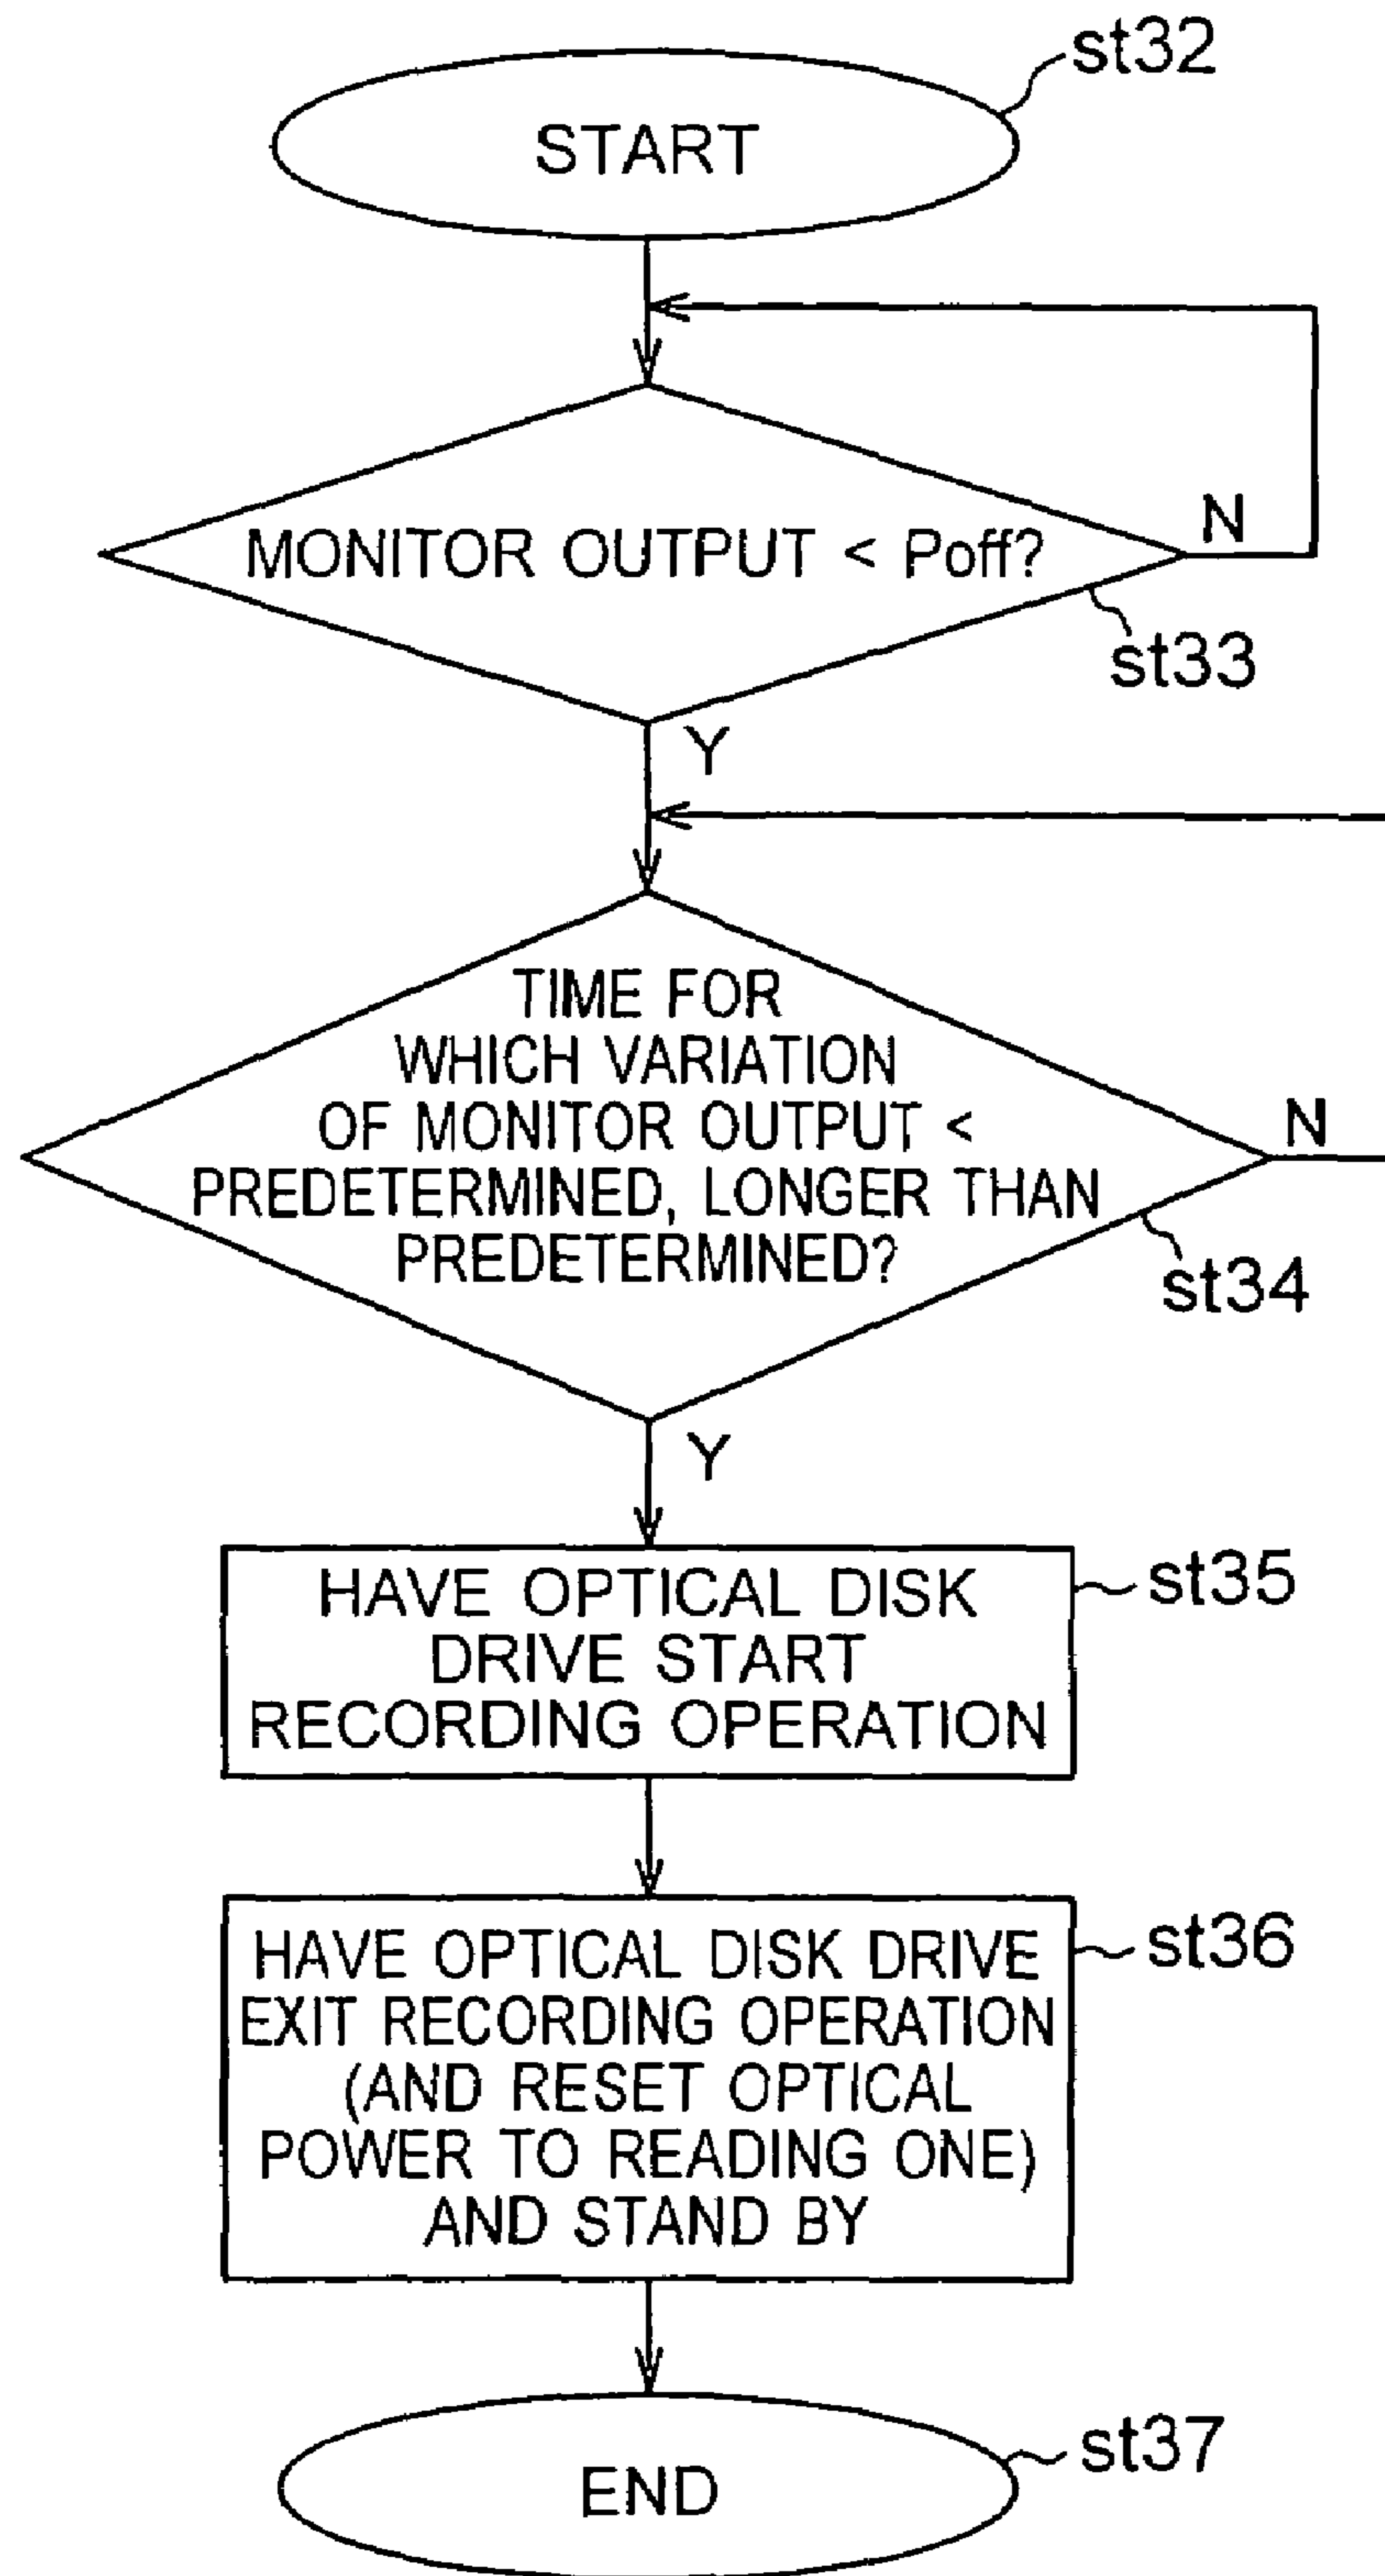 st32
START
MONITOR OUTPUT < Poff?
N
st33
Y
TIME FOR
WHICH VARIATION
OF MONITOR OUTPUT <
PREDETERMINED, LONGER THAN
PREDETERMINED?
N
st34
Y
HAVE OPTICAL DISK
DRIVE START
RECORDING OPERATION
st35
HAVE OPTICAL DISK DRIVE
EXIT RECORDING OPERATION
(AND RESET OPTICAL
POWER TO READING ONE)
AND STAND BY
st36
END
st37